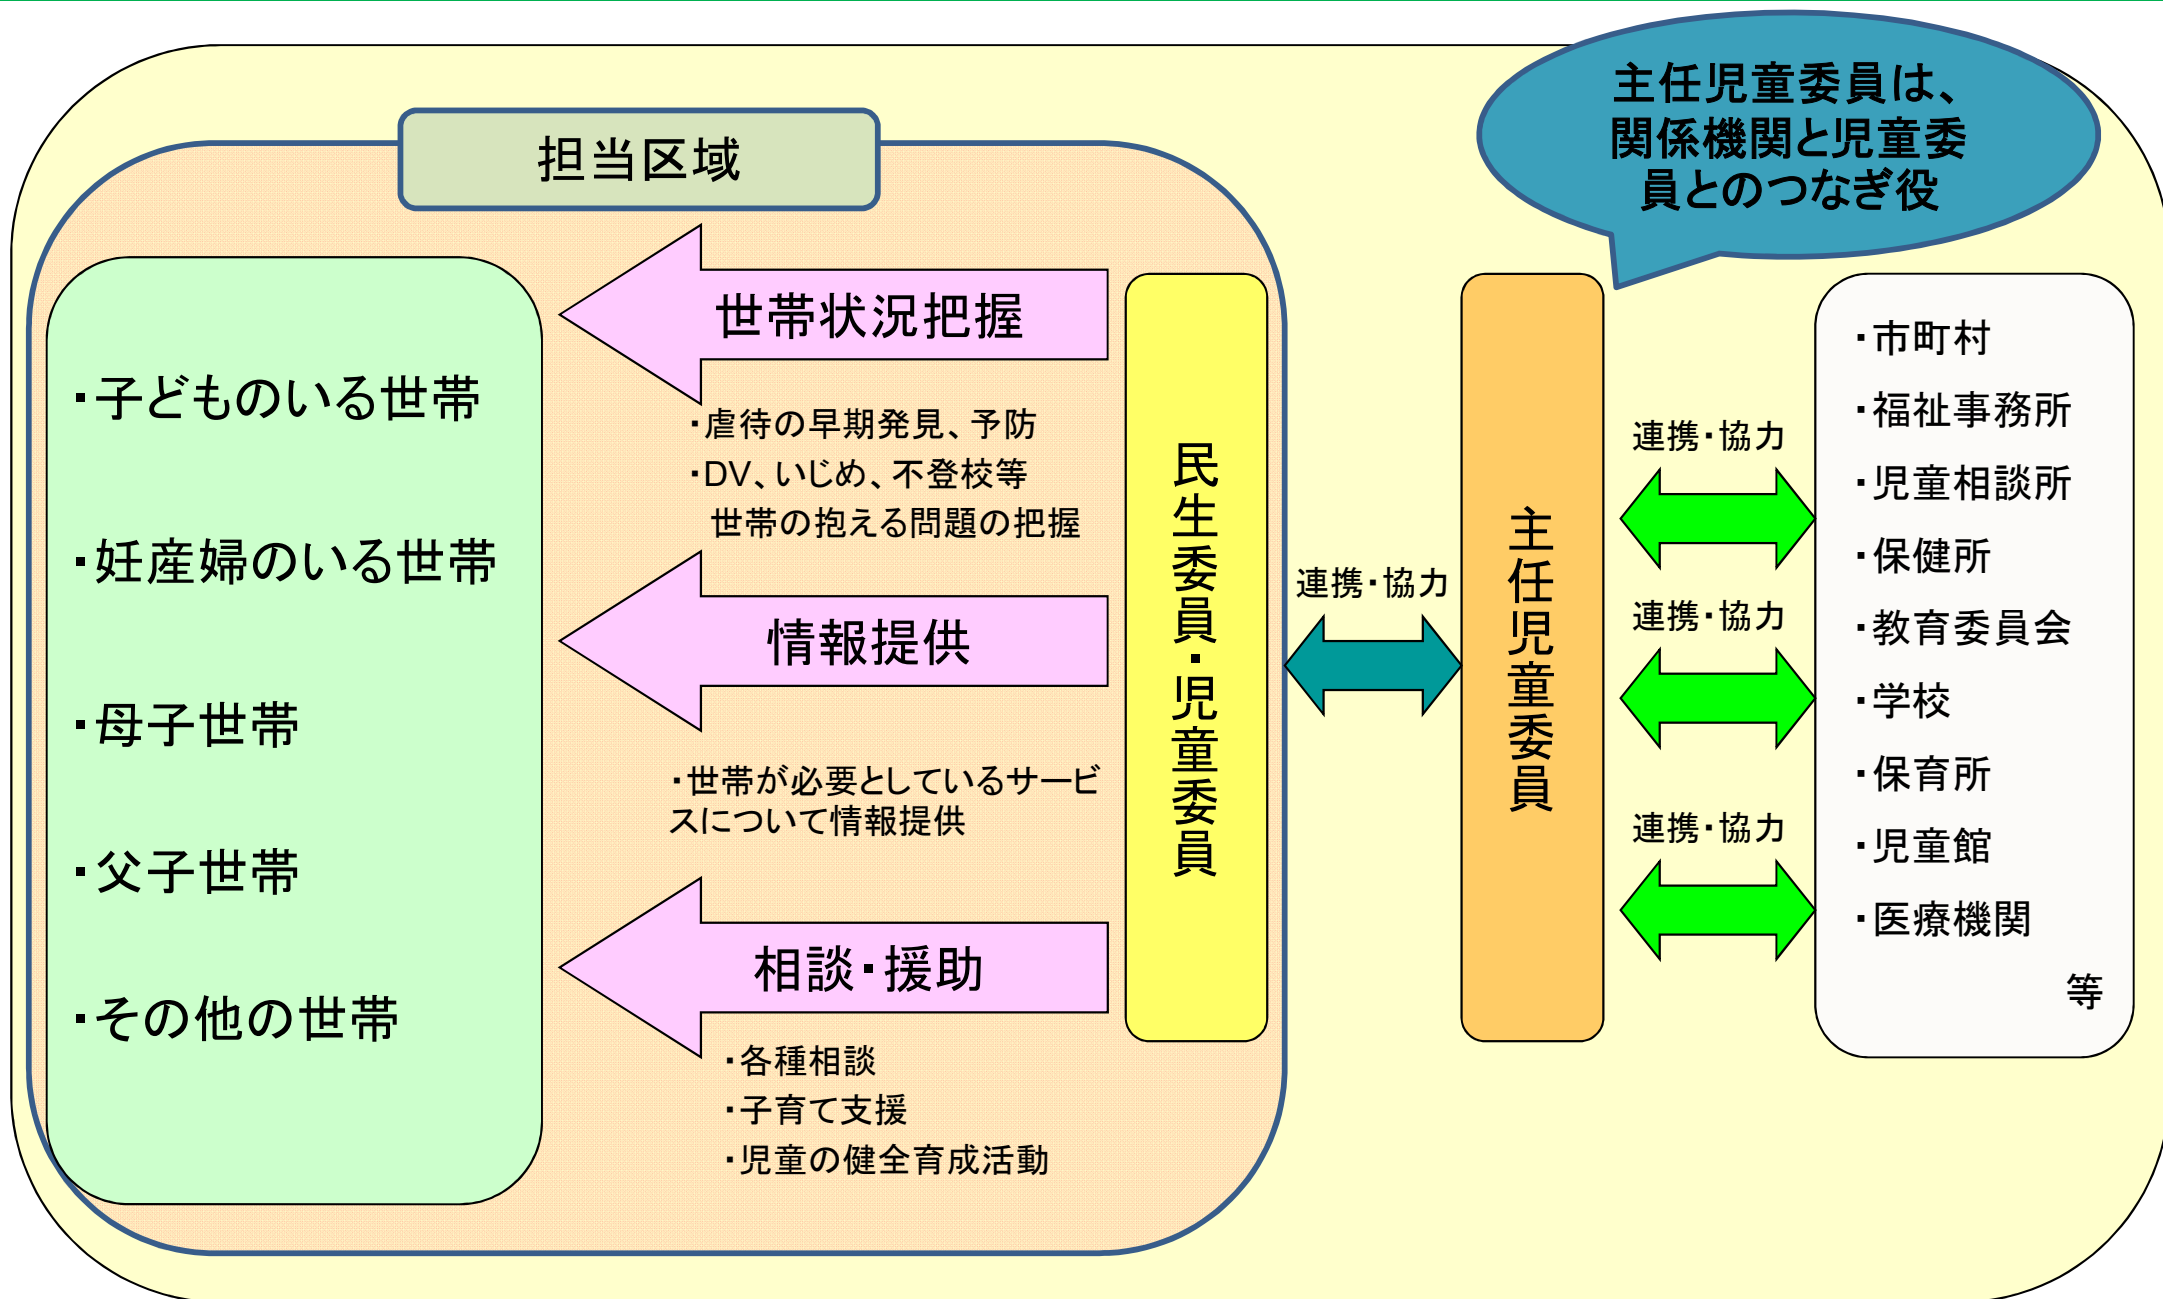 主任児童委員は、
関係機関と児童委
員とのつなぎ役
担当区域
・子どものいる世帯
・妊産婦のいる世帯
・母子世帯
・父子世帯
・その他の世帯
世帯状況把握
・虐待の早期発見、予防
・DV、いじめ、不登校等
世帯の抱える問題の把握
情報提供
・世帯が必要としているサービ
スについて情報提供
相談・援助
・各種相談
・子育て支援
・児童の健全育成活動
民生委員・児童委員
連携・協力
主任児童委員
連携・協力
連携・協力
連携・協力
・市町村
・福祉事務所
・児童相談所
・保健所
・教育委員会
・学校
・保育所
・児童館
・医療機関
等